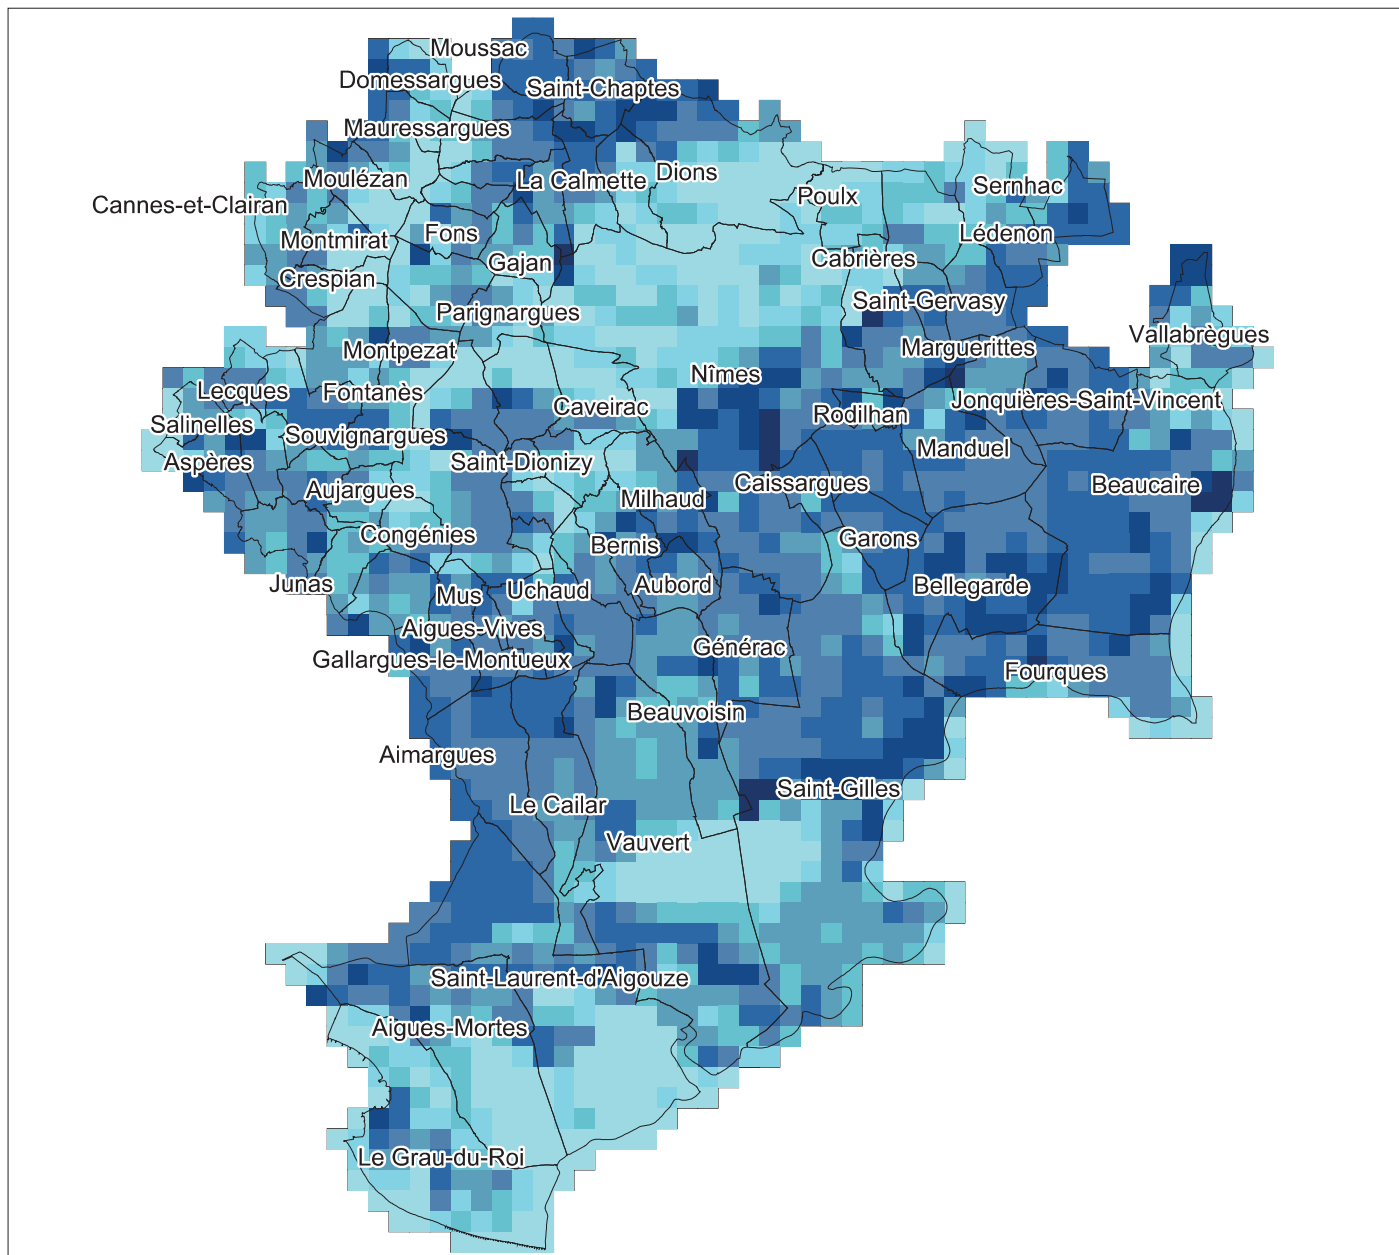 Moussac
Domessargues
Saint-Chaptes
Mauressargues
La Calmette
Dions
Moulézan
Sernhac
Poulx
Cannes-et-Clairan
Fons
Lédenon
Montmirat
Gajan
Cabrières
Crespian
Saint-Gervasy
Parignargues
Vallabrègues
Montpezat
Marguerittes
Nîmes
Lecques
Fontanès
Jonquières-Saint-Vincent
Caveirac
Rodilhan
Salinelles
Souvignargues
Manduel
Aspères
Saint-Dionizy
Caissargues
Beaucaire
Aujargues
Milhaud
Congénies
Bernis
Garons
Junas
Mus
Uchaud
Aubord
Bellegarde
Aigues-Vives
Générac
Gallargues-le-Montueux
Fourques
Beauvoisin
Aimargues
Saint-Gilles
Le Cailar
Vauvert
Saint-Laurent-d'Aigouze
Aigues-Mortes
Le Grau-du-Roi